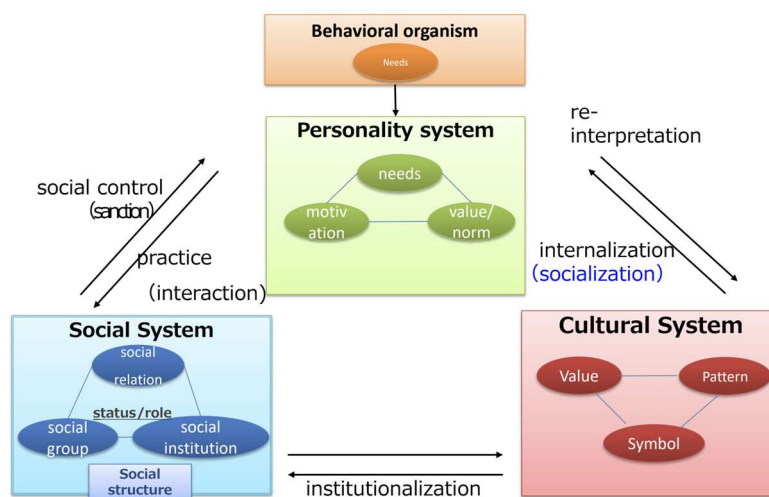 Behavioral organism
Needs
Personality system
needs
motiv
ation
value/
norm
re-
interpretation
social control
(sanction)
practice
(interaction)
internalization
(socialization)
Social System
social
relation
status/role
social
group
social
institution
Social
structure
Cultural System
Value
Pattern
Symbol
institutionalization